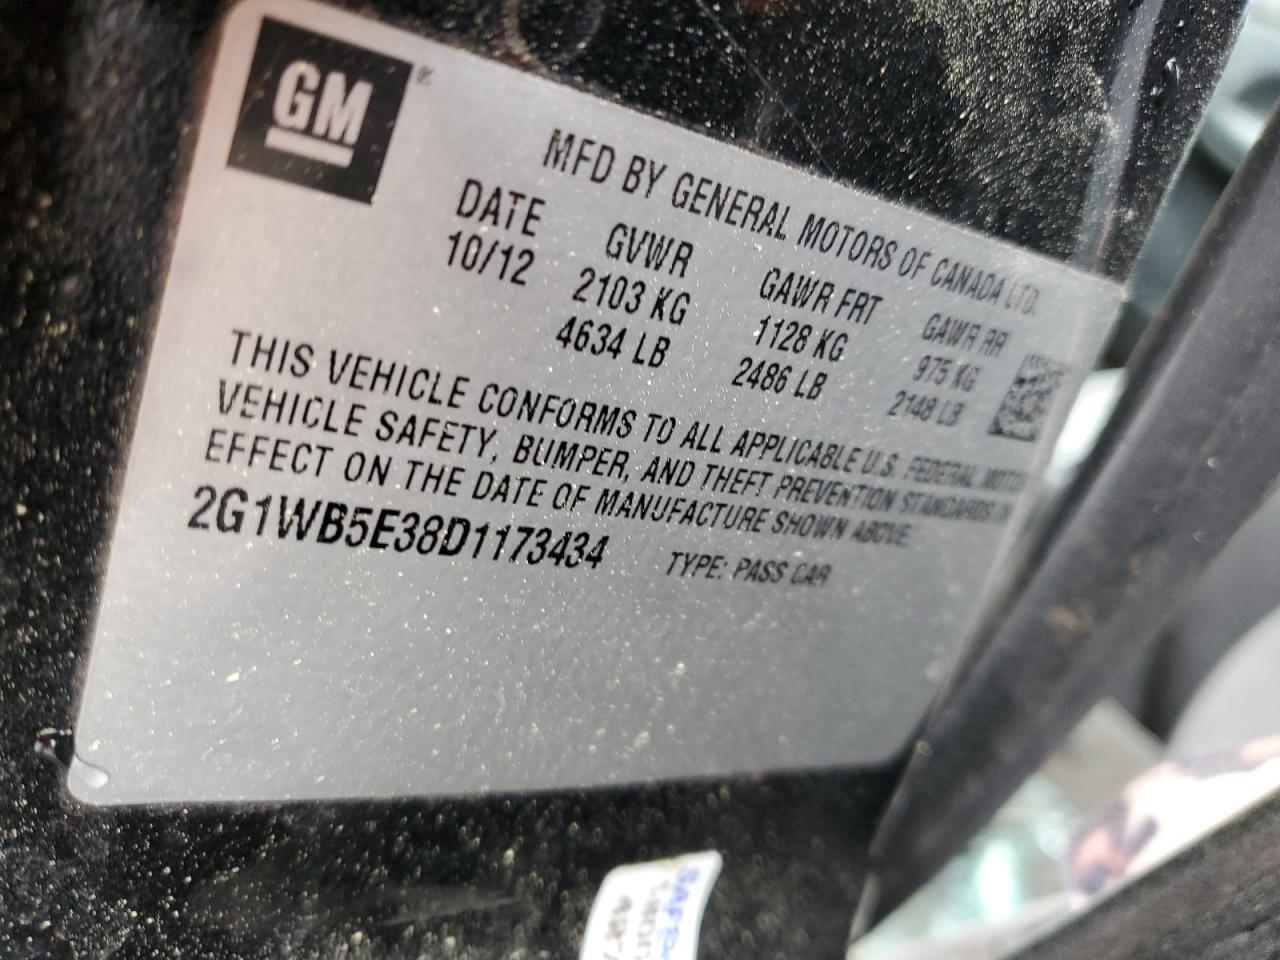 GM®
MFD BY GENERAL MOTORS OF CANADA LTD.
DATE GVWR GAWR FRT GAWR RR
10/12 2103 KG 1128 KG 975 KG
4634 LB 2486 LB 2148 LB
THIS VEHICLE CONFORMS TO ALL APPLICABLE U.S. FEDERAL MOTOR
VEHICLE SAFETY, BUMPER, AND THEFT PREVENTION STANDARDS IN
EFFECT ON THE DATE OF MANUFACTURE SHOWN ABOVE.
2G1WB5E38D1173434 TYPE: PASS CAR